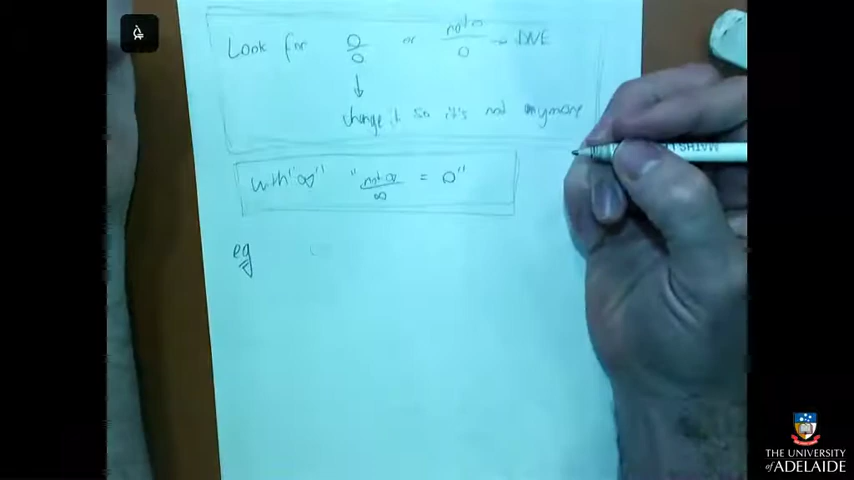 Look for 0/0 or not 0/0 → DNE
↓
change it so it's not anymore
with "∞" "not ∞/∞ = 0"
eg
MATHS
THE UNIVERSITY
of ADELAIDE